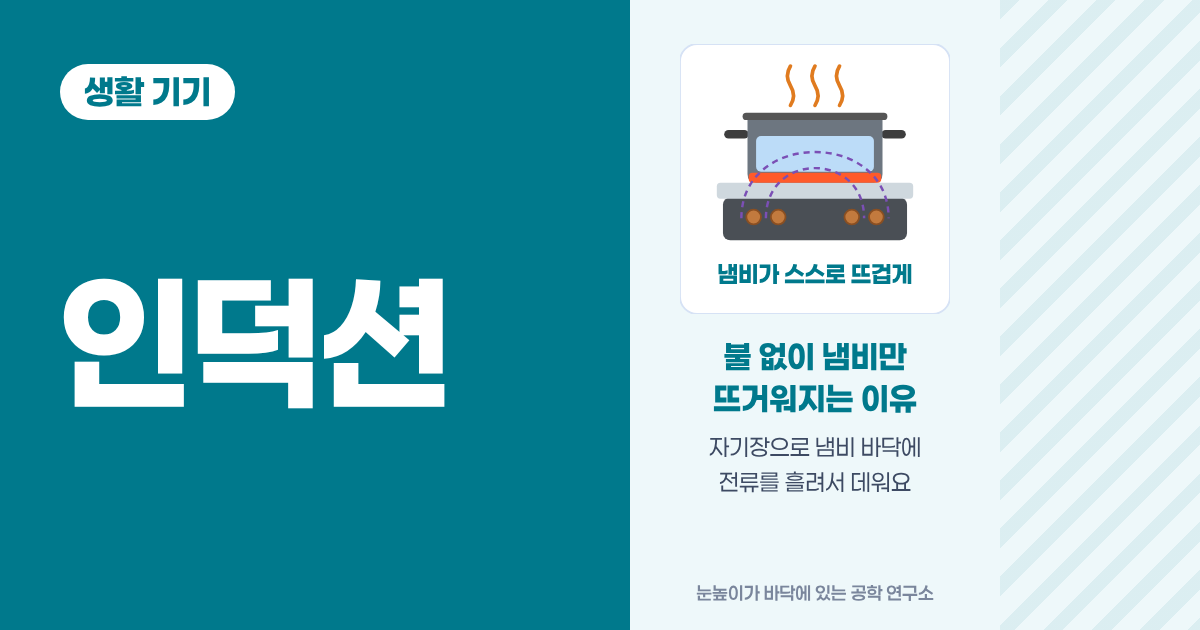 생활 기기
인덕션
냄비가 스스로 뜨겁게
불 없이 냄비만
뜨거워지는 이유
자기장으로 냄비 바닥에
전류를 흘려서 데워요
눈높이가 바닥에 있는 공학 연구소